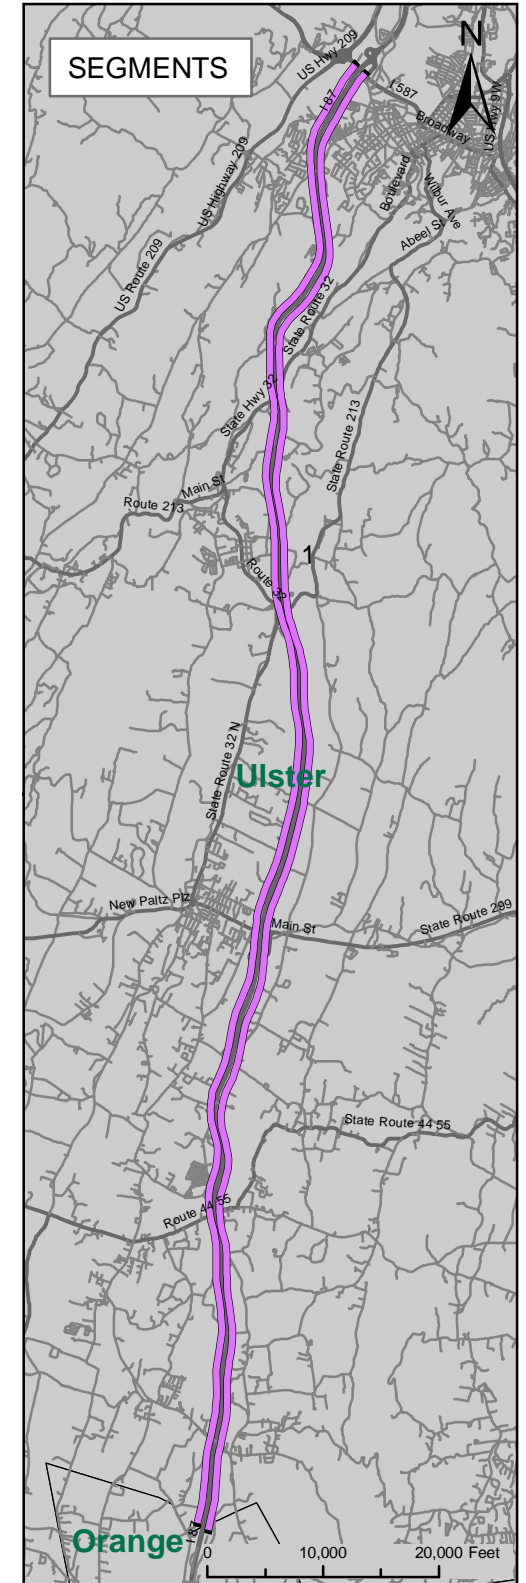 SEGMENTS
N
US Hwy 209
I 87
I 587
US Hwy 9W
Broadway
US Highway 209
Boulevard
Wilbur Ave
Abeel St
US Route 209
State Route 32
State Hwy 32
State Route 213
Main St
Route 213
1
Route 32
State Route 32 N
Ulster
New Paltz Plz
Main St
State Route 299
State Route 44 55
Route 44 55
Orange
I 87
0 10,000 20,000 Feet